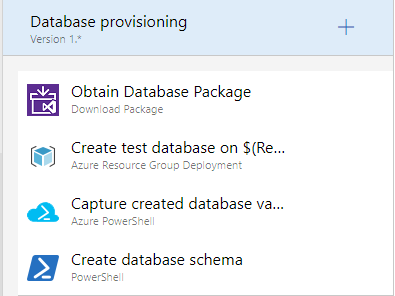 Database provisioning
Version 1.*
Obtain Database Package
Download Package
Create test database on $(Re...
Azure Resource Group Deployment
Capture created database va...
Azure PowerShell
Create database schema
PowerShell